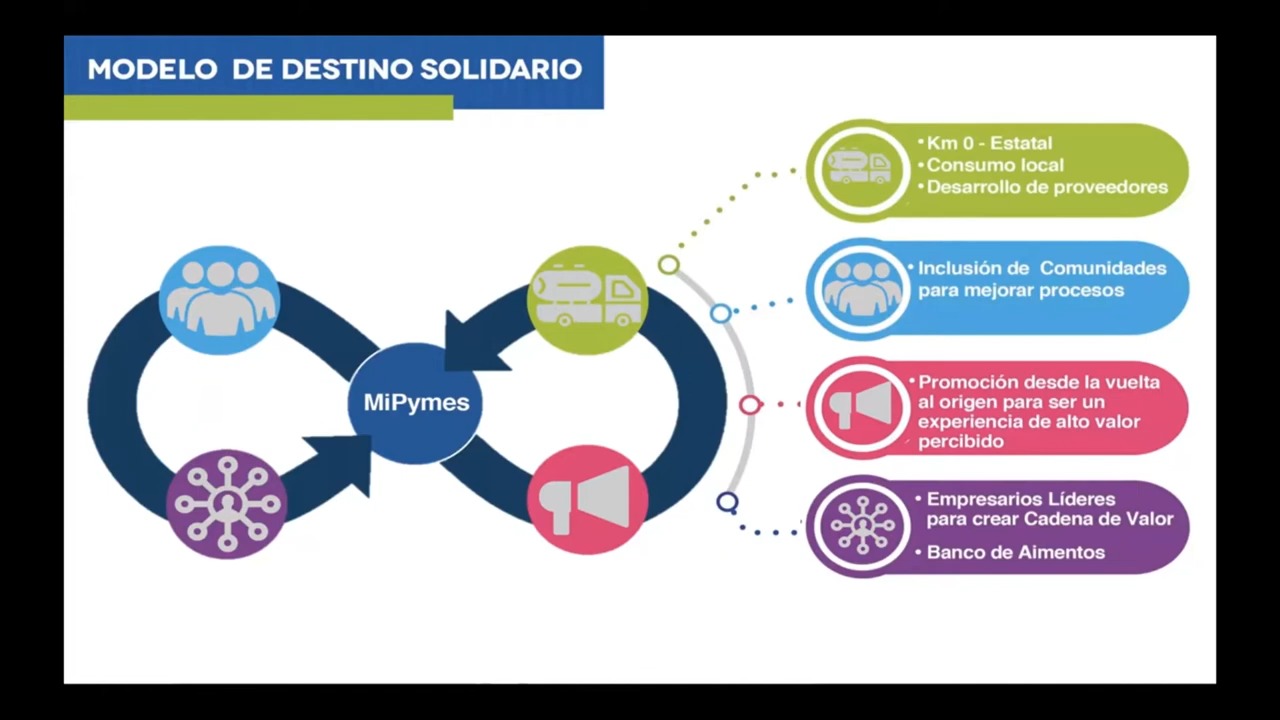 MODELO DE DESTINO SOLIDARIO
MiPymes
• Km 0 - Estatal
• Consumo local
• Desarrollo de proveedores
• Inclusión de Comunidades
para mejorar procesos
• Promoción desde la vuelta
al origen para ser un
experiencia de alto valor
percibido
• Empresarios Líderes
para crear Cadena de Valor
• Banco de Aimentos